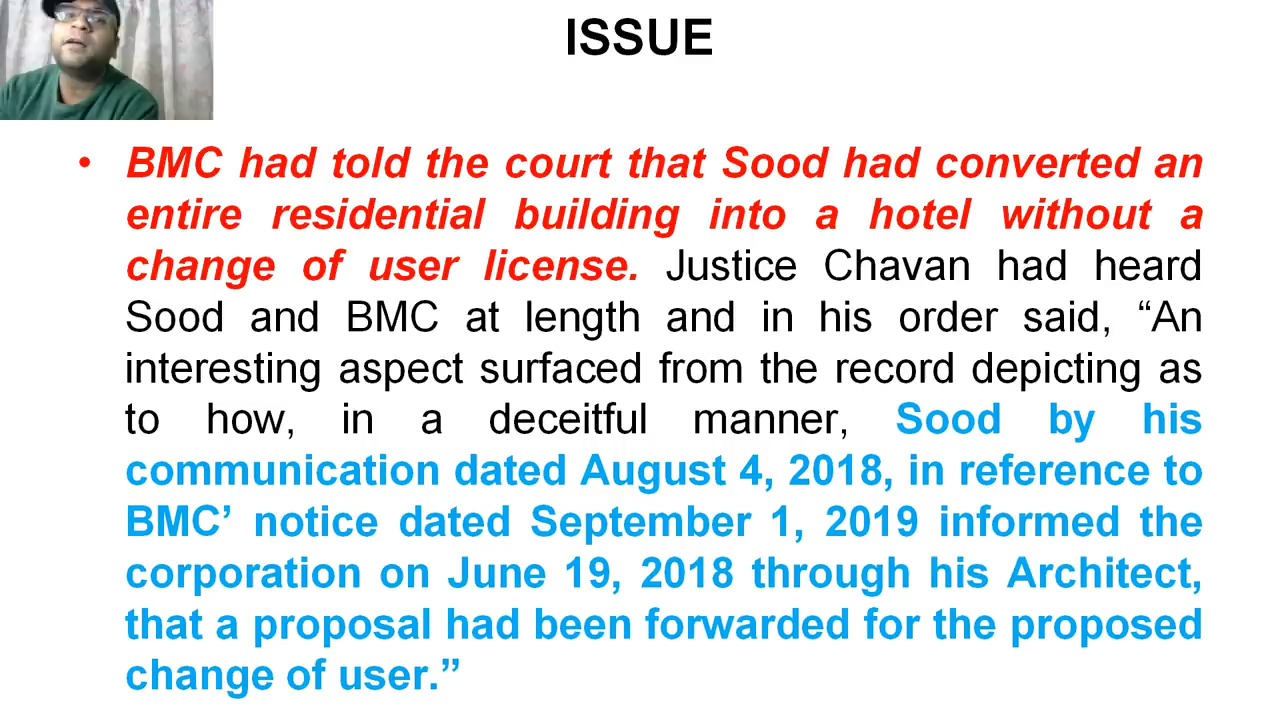 ISSUE
• BMC had told the court that Sood had converted an
entire residential building into a hotel without a
change of user license. Justice Chavan had heard
Sood and BMC at length and in his order said, “An
interesting aspect surfaced from the record depicting as
to how, in a deceitful manner, Sood by his
communication dated August 4, 2018, in reference to
BMC’ notice dated September 1, 2019 informed the
corporation on June 19, 2018 through his Architect,
that a proposal had been forwarded for the proposed
change of user.”